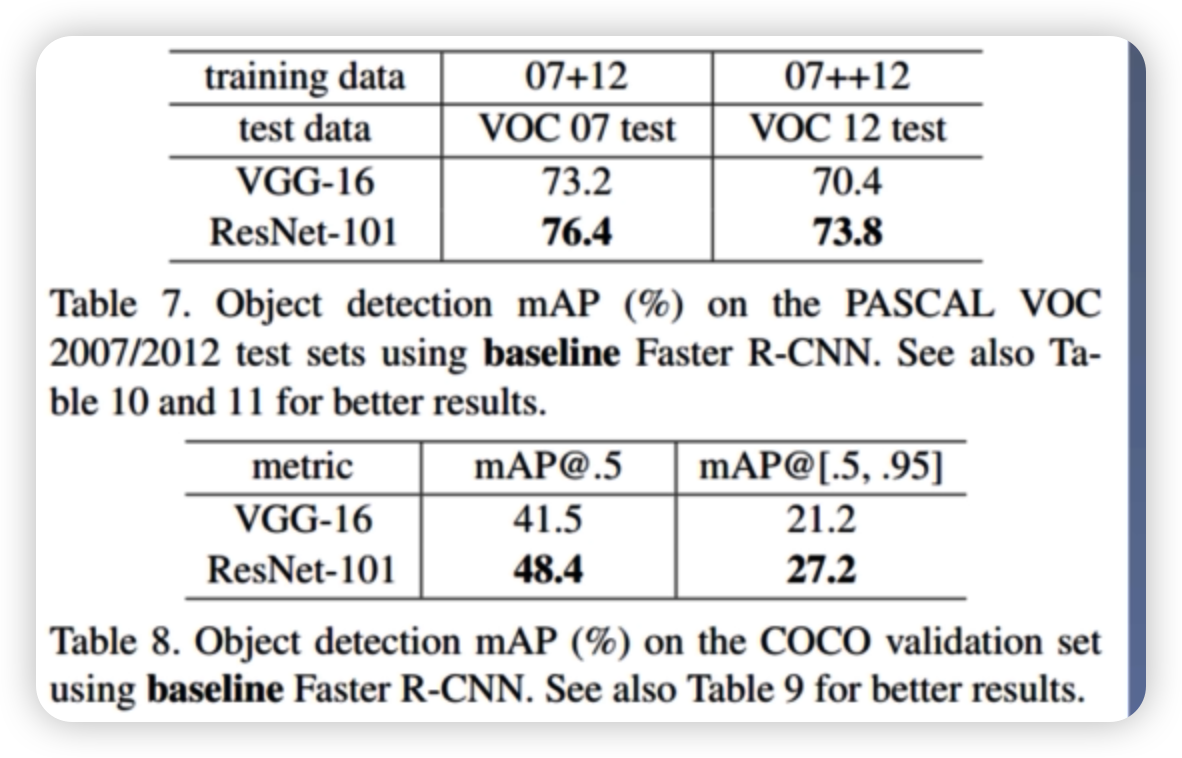 training data 07+12 07++12
test data VOC 07 test VOC 12 test
VGG-16 73.2 70.4
ResNet-101 76.4 73.8
Table 7. Object detection mAP (%) on the PASCAL VOC
2007/2012 test sets using baseline Faster R-CNN. See also Ta-
ble 10 and 11 for better results.
metric mAP@.5 mAP@[.5, .95]
VGG-16 41.5 21.2
ResNet-101 48.4 27.2
Table 8. Object detection mAP (%) on the COCO validation set
using baseline Faster R-CNN. See also Table 9 for better results.